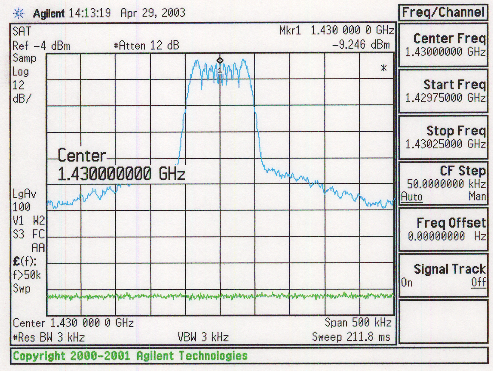 Agilent 14:13:19 Apr 29, 2003
SAT
Mkr1 1.430 000 0 GHz
Ref -4 dBm
*Atten 12 dB
-9.246 dBm
Samp
Log
12
dB/
*
1
Center
1.430000000 GHz
LgAv
100
V1 W2
S3 FC
AA
£(f):
f>50k
Swp
Center 1.430 000 0 GHz
Span 500 kHz
*Res BW 3 kHz
VBW 3 kHz
Sweep 211.8 ms
Copyright 2000-2001 Agilent Technologies
Freq/Channel
Center Freq
1.43000000 GHz
Start Freq
1.42975000 GHz
Stop Freq
1.43025000 GHz
CF Step
50.0000000 kHz
Auto Man
Freq Offset
0.00000000 Hz
Signal Track
On Off